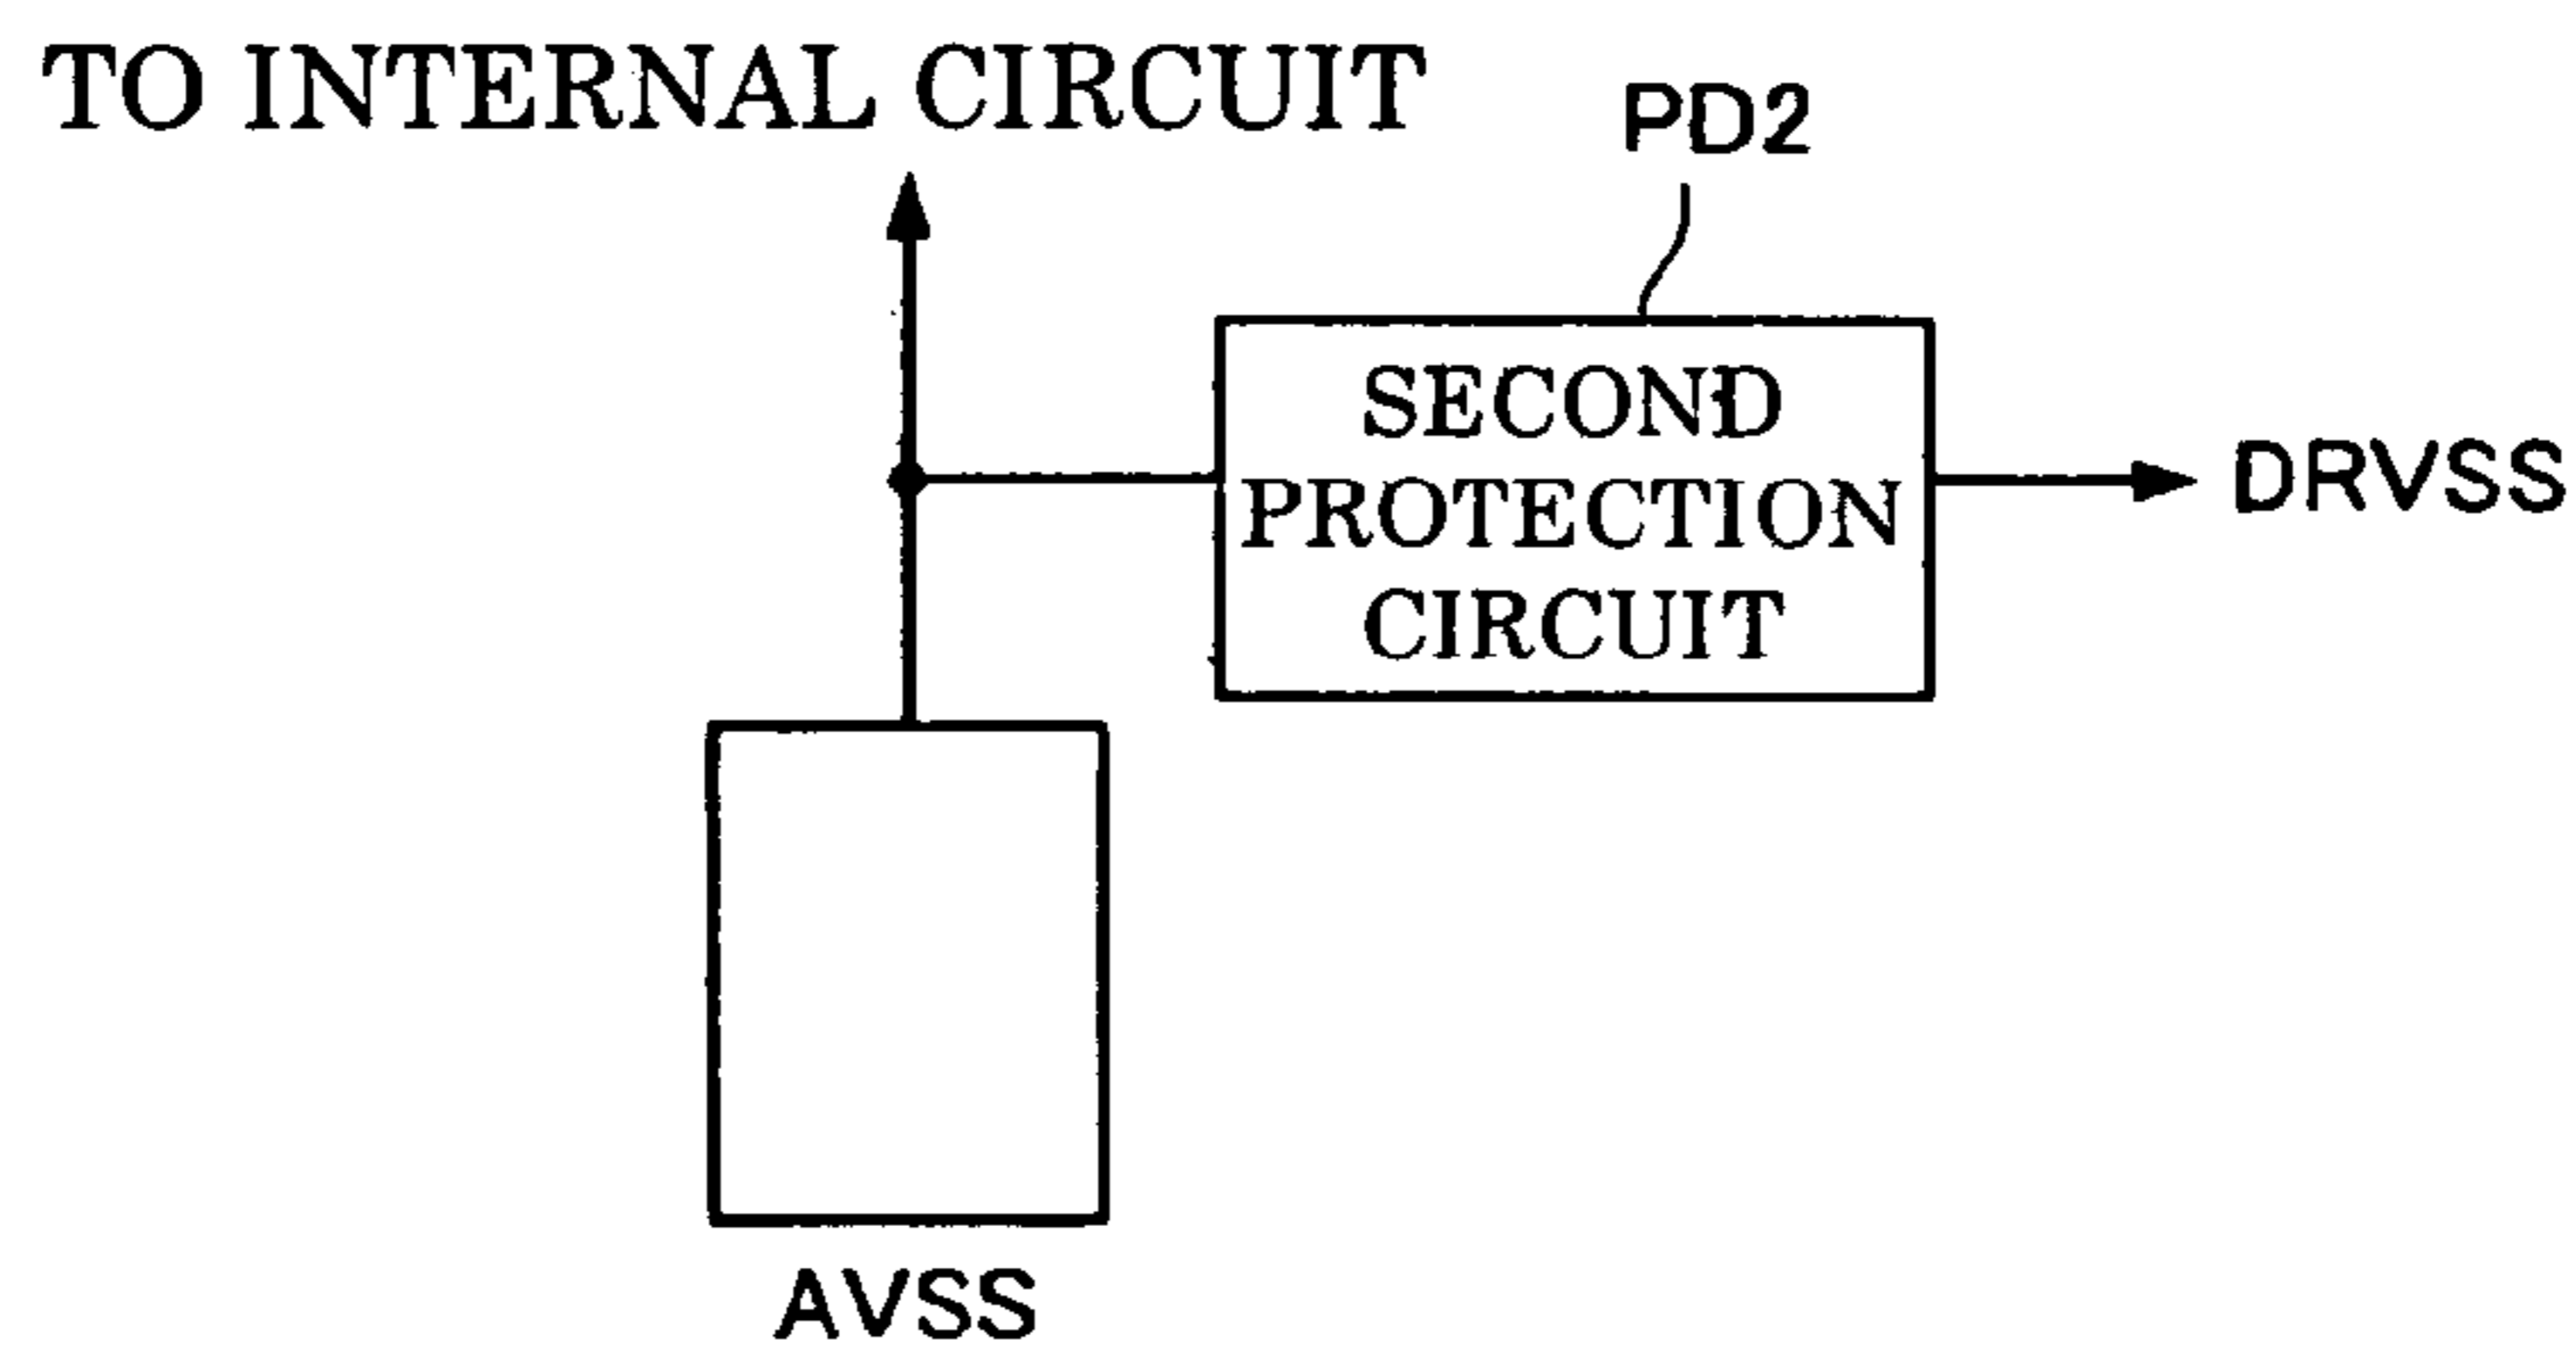 TO INTERNAL CIRCUIT
PD2
SECOND
PROTECTION
CIRCUIT
DRVSS
AVSS